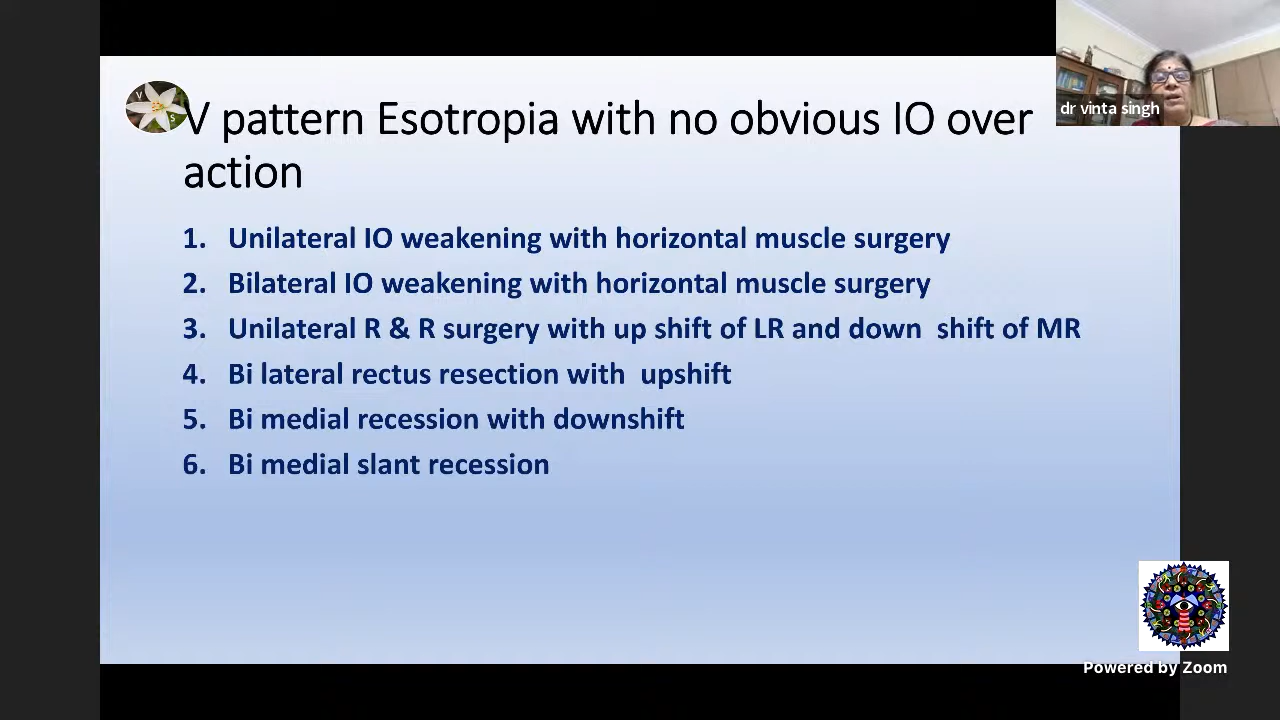 V pattern Esotropia with no obvious IO over
action
dr vinta singh
1. Unilateral IO weakening with horizontal muscle surgery
2. Bilateral IO weakening with horizontal muscle surgery
3. Unilateral R & R surgery with up shift of LR and down shift of MR
4. Bi lateral rectus resection with upshift
5. Bi medial recession with downshift
6. Bi medial slant recession
V
S
Powered by Zoom